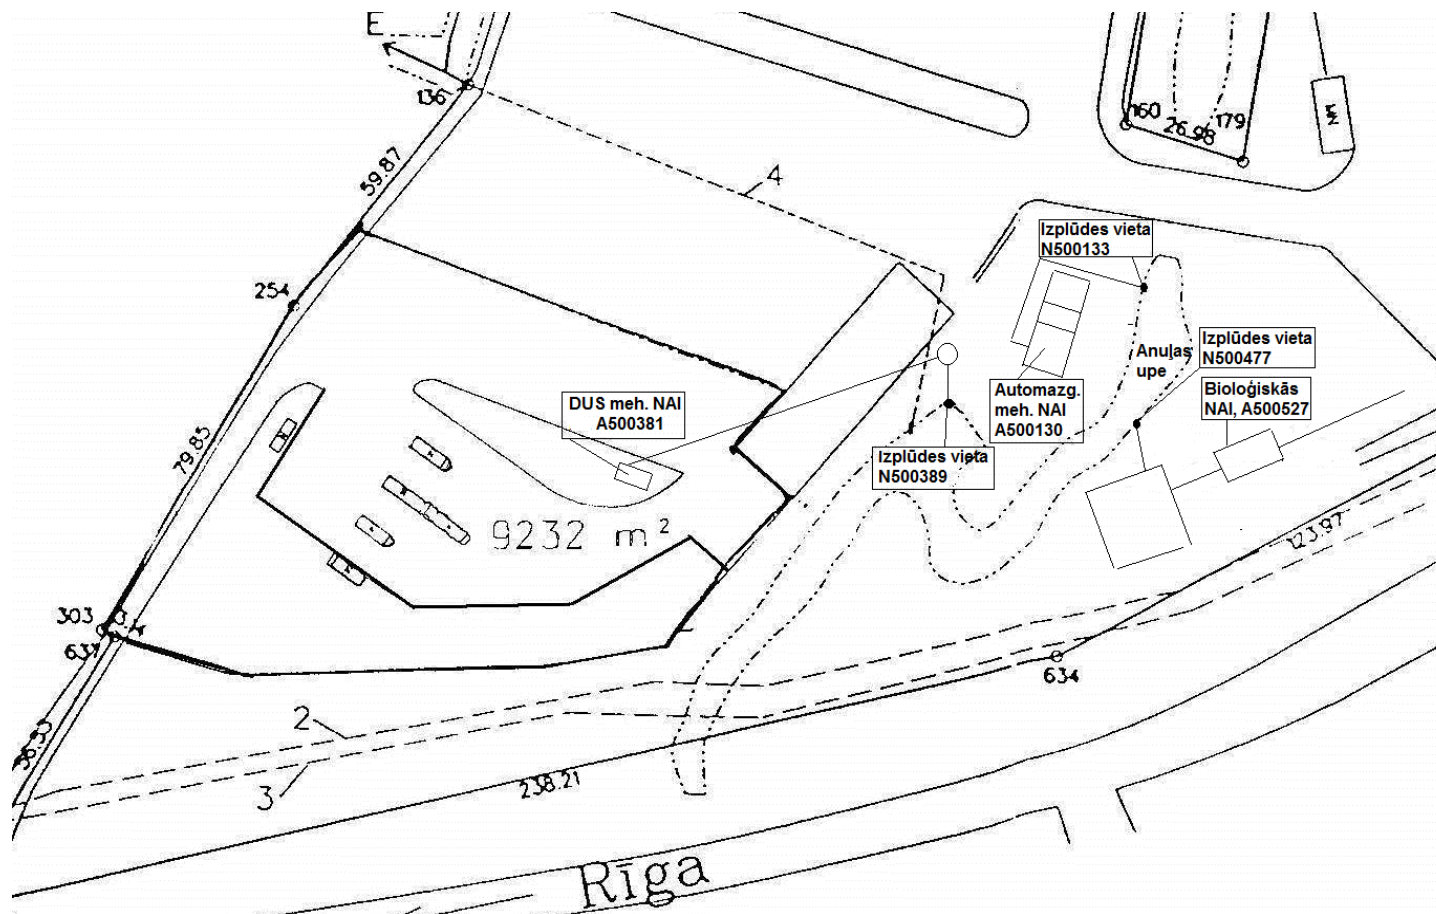 E
136
160
26.98
179
59.87
4
Izplūdes vieta
N500133
254
Anuļas
upe
Izplūdes vieta
N500477
Bioloģiskās
NAI, A500527
DUS meh. NAI
A500381
Automazg.
meh. NAI
A500130
Izplūdes vieta
N500389
79.85
9232 m²
123.97
303
637
634
2
3
238.21
Rīga